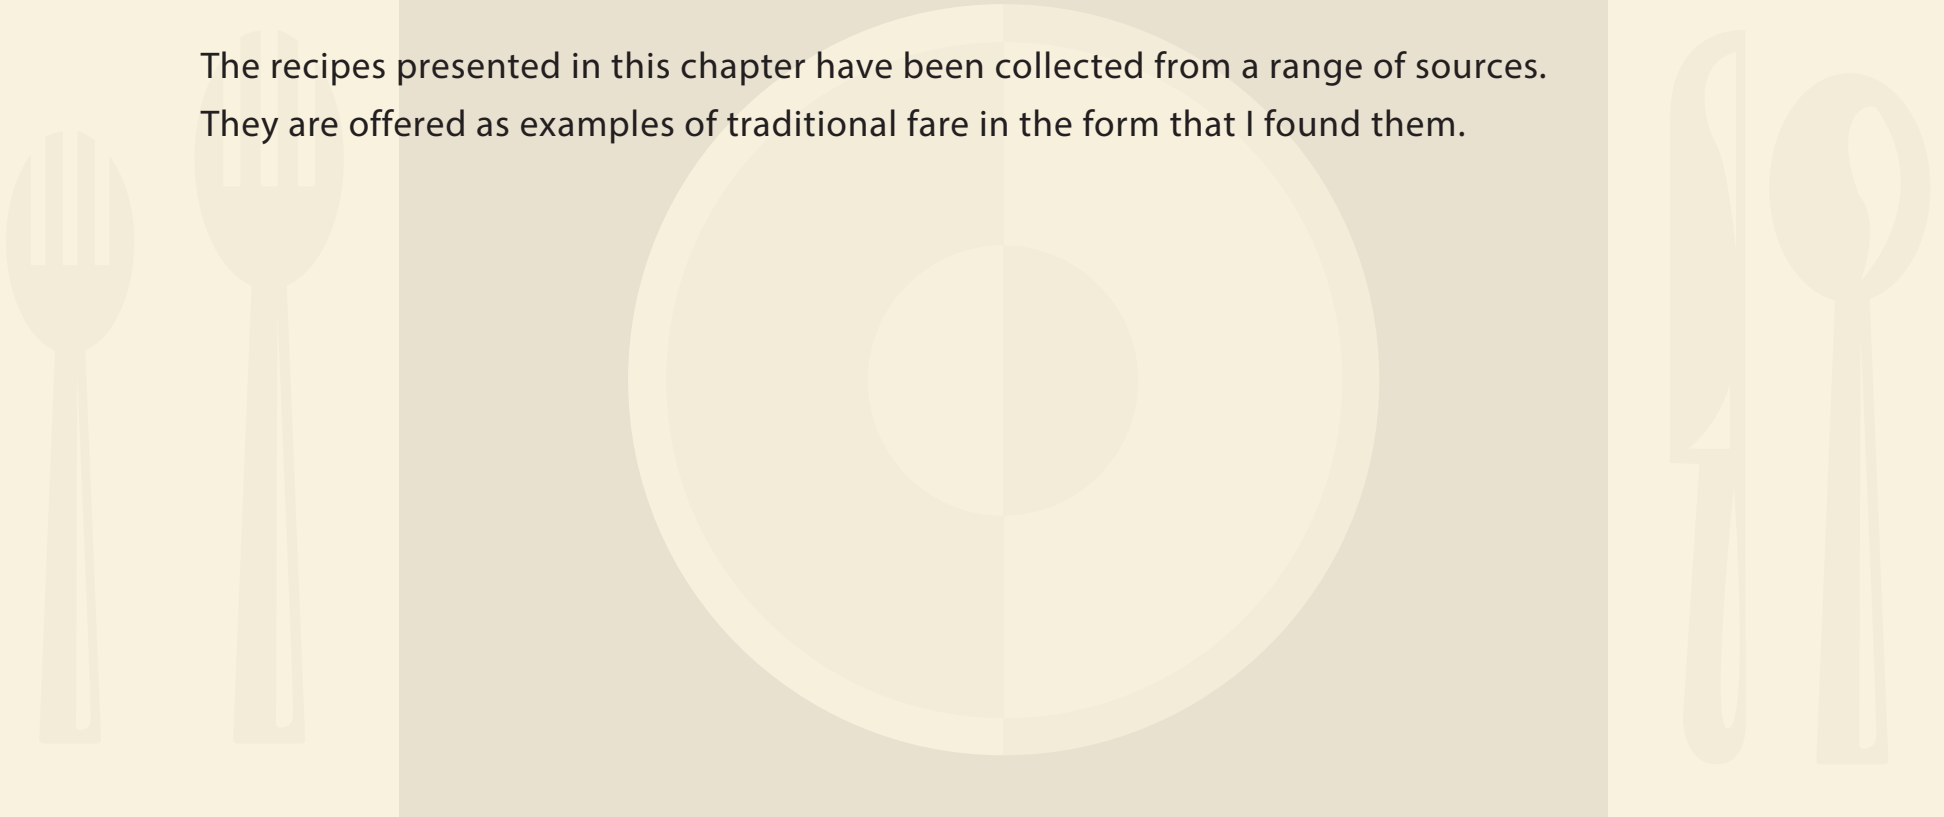 The recipes presented in this chapter have been collected from a range of sources.
They are offered as examples of traditional fare in the form that I found them.